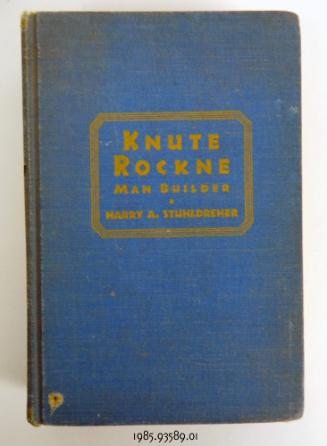 KNUTE
ROCKNE
MAN BUILDER
HARRY A. STUHLDREHER
1985.93589.01